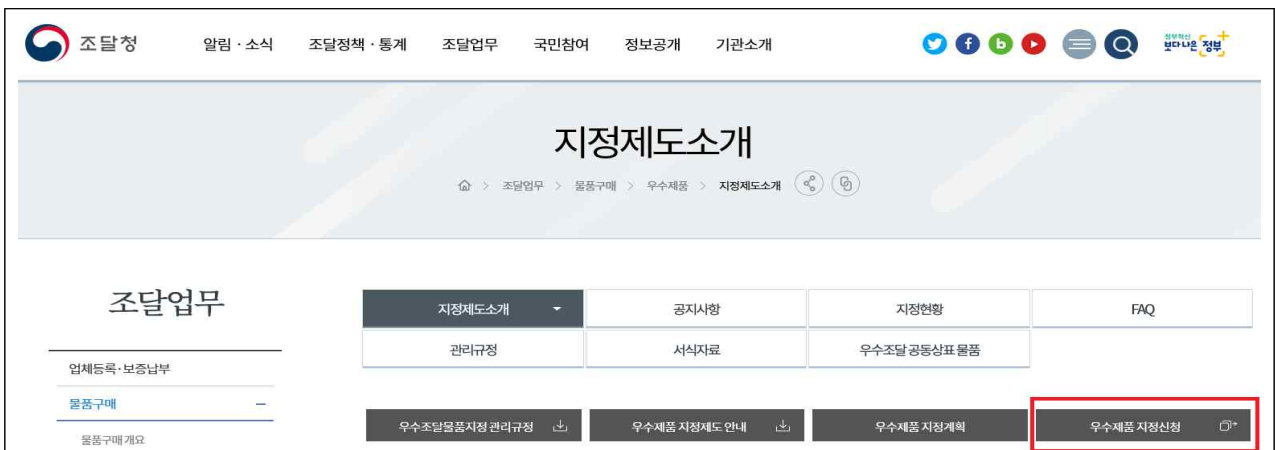 조달청
알림·소식 조달정책·통계 조달업무 국민참여 정보공개 기관소개
정부혁신
보다나은 정부
지정제도소개
조달업무 > 물품구매 > 우수제품 > 지정제도소개
조달업무
지정제도소개 공지사항 지정현황 FAQ
관리규정 서식자료 우수조달 공동상표 물품
업체등록·보증납부
물품구매
물품구매 개요
우수조달물품지정 관리규정 우수제품 지정제도 안내 우수제품 지정계획 우수제품 지정신청